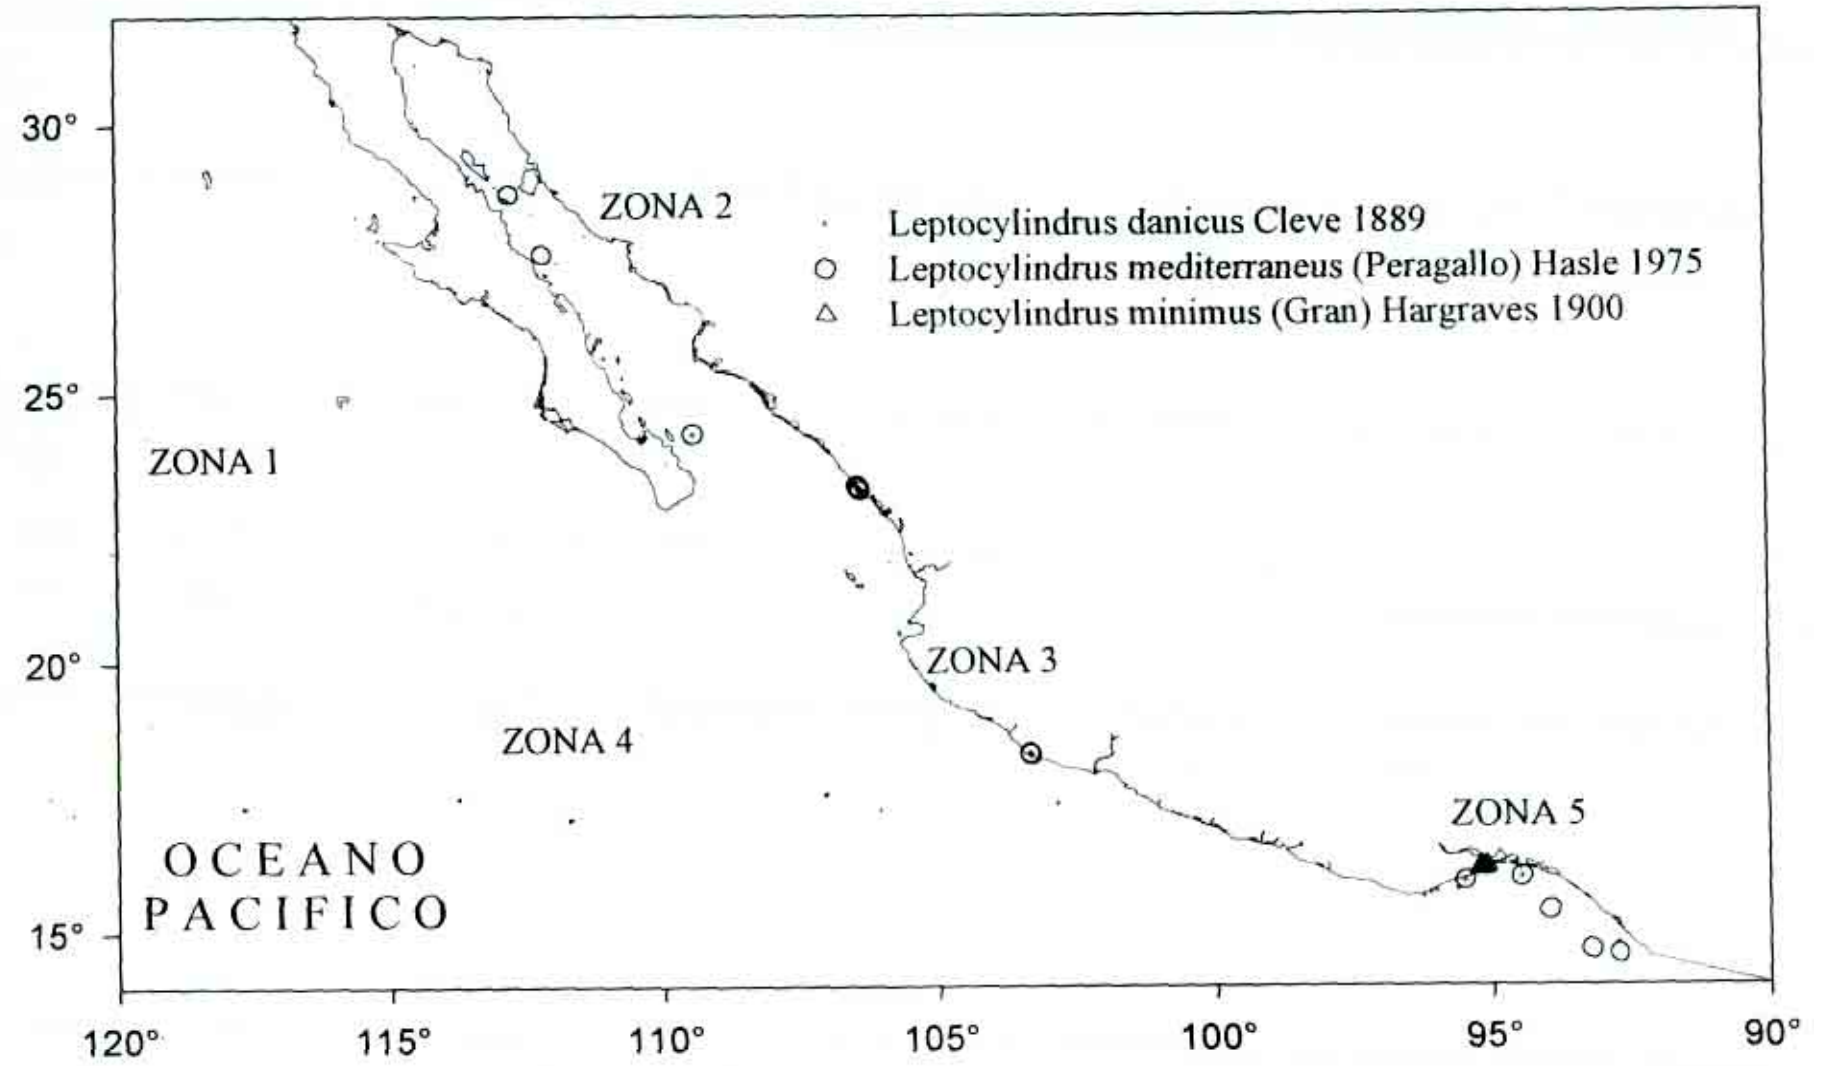 30°
ZONA 2
Leptocylindrus danicus Cleve 1889
Leptocylindrus mediterraneus (Peragallo) Hasle 1975
Leptocylindrus minimus (Gran) Hargraves 1900
25°
ZONA 1
20°
ZONA 3
ZONA 4
ZONA 5
OCEANO
PACIFICO
15°
120° 115° 110° 105° 100° 95° 90°